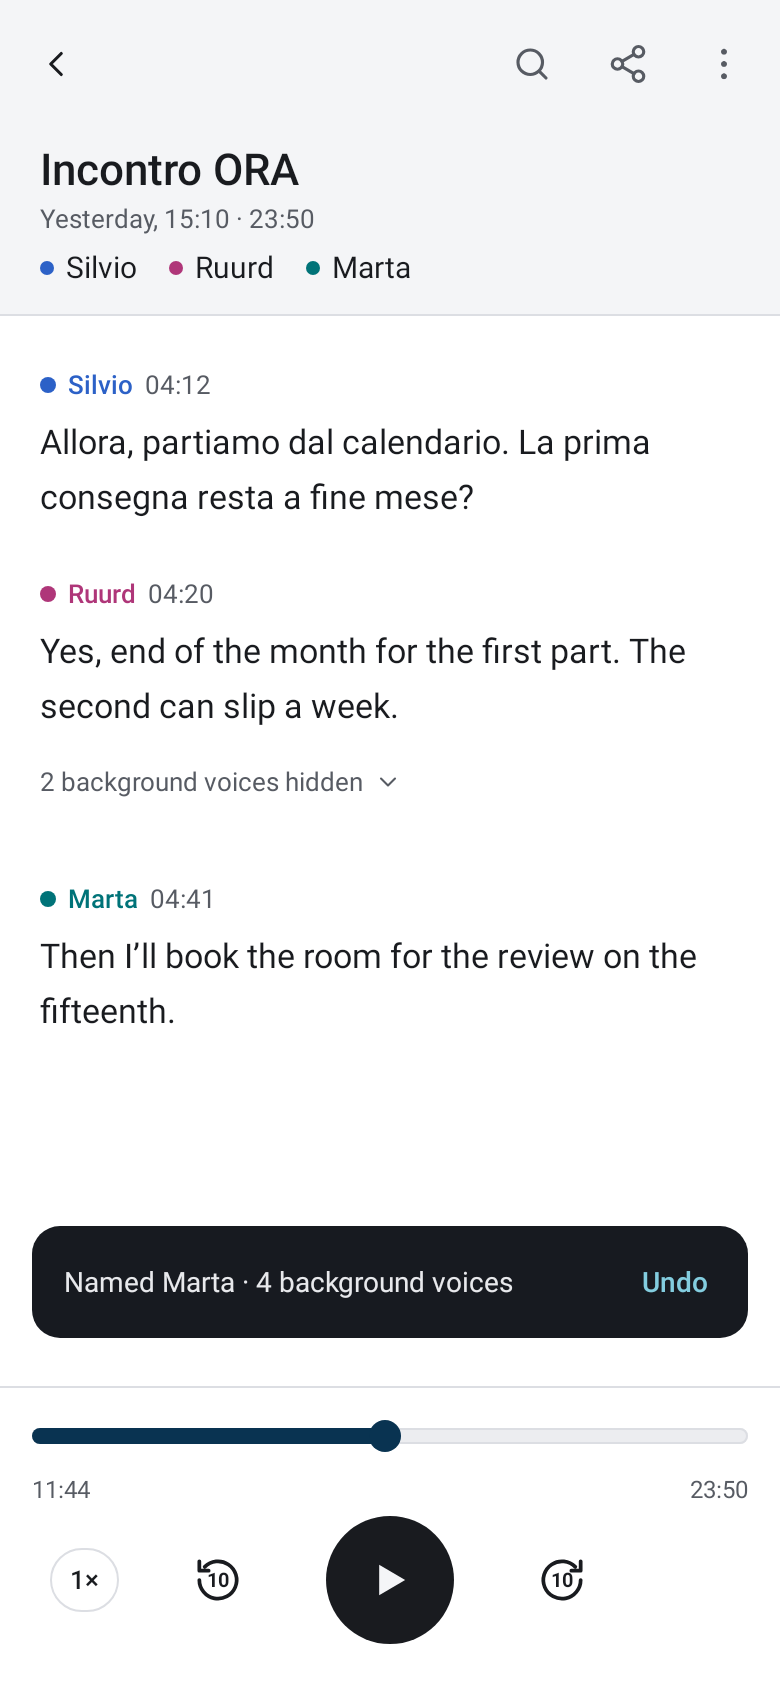 Incontro ORA
Yesterday, 15:10 · 23:50
Silvio Ruurd Marta
Silvio 04:12
Allora, partiamo dal calendario. La prima
consegna resta a fine mese?
Ruurd 04:20
Yes, end of the month for the first part. The
second can slip a week.
2 background voices hidden
Marta 04:41
Then I’ll book the room for the review on the
fifteenth.
Named Marta · 4 background voices Undo
11:44 23:50
1× 10 10